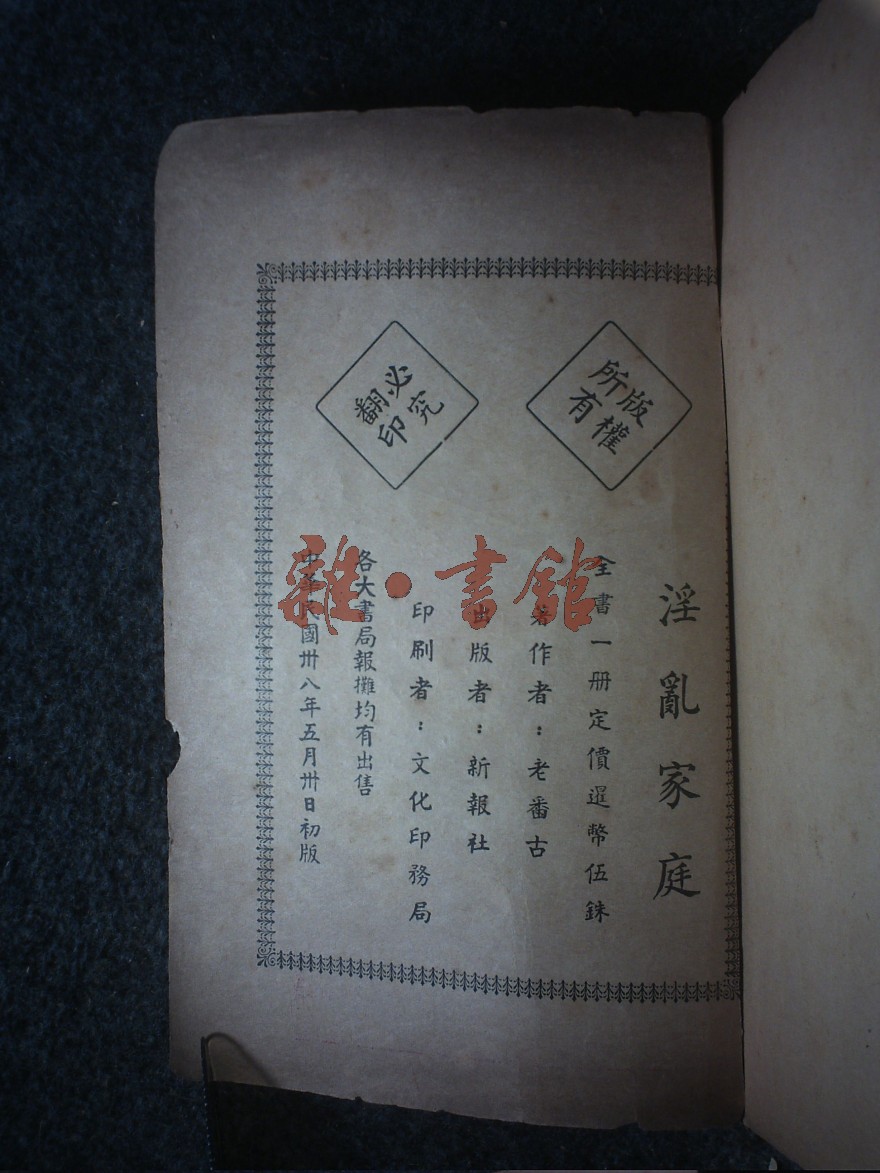 版權
所有
必究
翻印
淫亂家庭
全書一册定價暹幣伍銖
著作者:老番古
出版者:新報社
印刷者:文化印務局
各大書局報攤均有出售
中華民國卅八年五月卅日初版
雜·書館